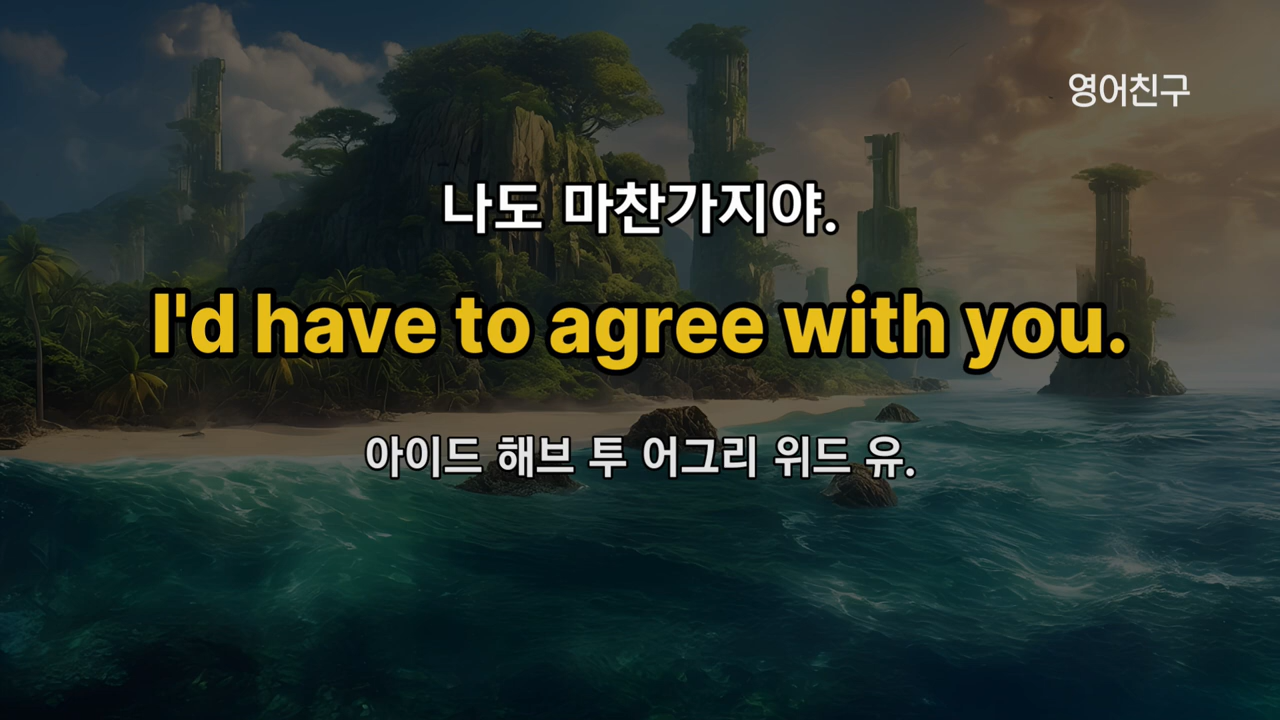 영어친구
나도 마찬가지야.
I'd have to agree with you.
아이드 해브 투 어그리 위드 유.